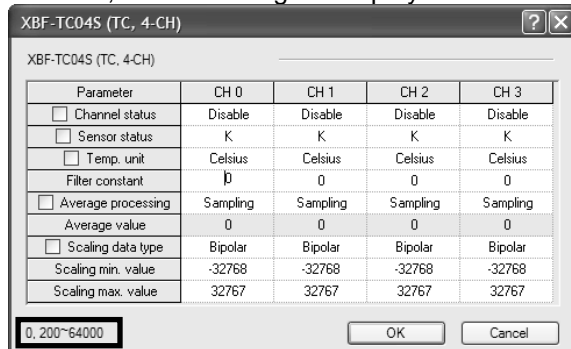 XBF-TC04S (TC, 4-CH)
XBF-TC04S (TC, 4-CH)
Parameter CH 0 CH 1 CH 2 CH 3
Channel status Disable Disable Disable Disable
Sensor status K K K K
Temp. unit Celsius Celsius Celsius Celsius
Filter constant 0 0 0 0
Average processing Sampling Sampling Sampling Sampling
Average value 0 0 0 0
Scaling data type Bipolar Bipolar Bipolar Bipolar
Scaling min. value -32768 -32768 -32768 -32768
Scaling max. value 32767 32767 32767 32767
0, 200~64000 OK Cancel